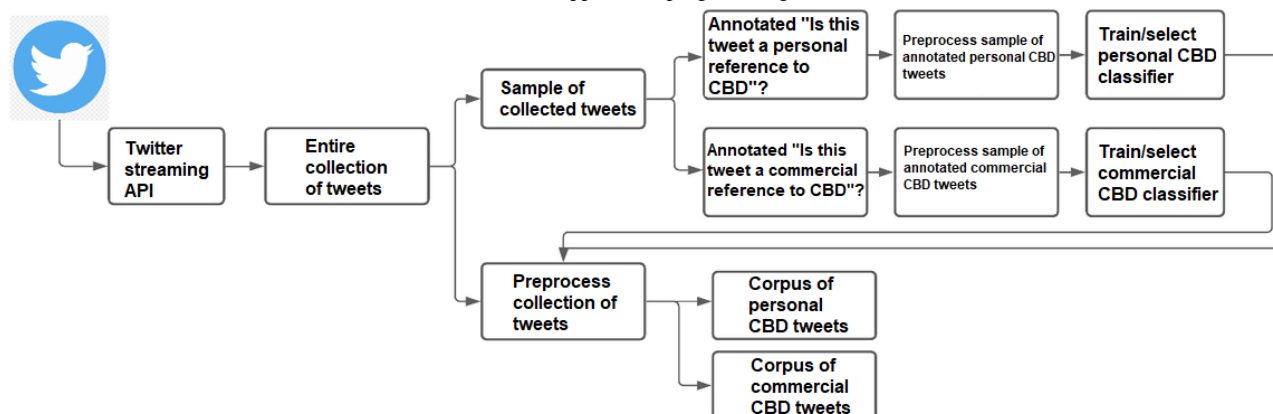 Annotated "Is this
tweet a personal
reference to
CBD"?
Preprocess sample of
annotated personal CBD
tweets
Train/select
personal CBD
classifier
Sample of
collected tweets
Twitter
streaming
API
Entire
collection
of tweets
Annotated "Is this
tweet a commercial
reference to CBD"?
Preprocess sample of
annotated commercial
CBD tweets
Train/select
commercial
CBD classifier
Preprocess
collection of
tweets
Corpus of
personal
CBD tweets
Corpus of
commercial
CBD tweets